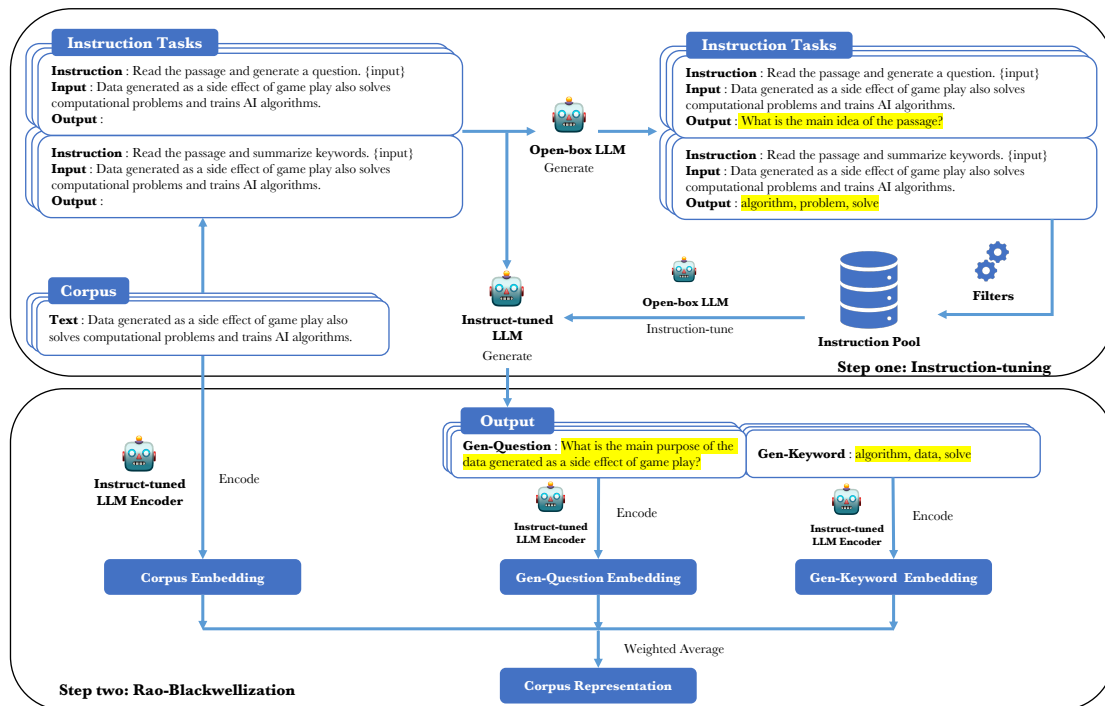 Instruction Tasks
Instruction : Read the passage and generate a question. {input}
Input : Data generated as a side effect of game play also solves
computational problems and trains AI algorithms.
Output :
Instruction : Read the passage and summarize keywords. {input}
Input : Data generated as a side effect of game play also solves
computational problems and trains AI algorithms.
Output :
Open-box LLM
Generate
Instruction Tasks
Instruction : Read the passage and generate a question. {input}
Input : Data generated as a side effect of game play also solves
computational problems and trains AI algorithms.
Output : What is the main idea of the passage?
Instruction : Read the passage and summarize keywords. {input}
Input : Data generated as a side effect of game play also solves
computational problems and trains AI algorithms.
Output : algorithm, problem, solve
Corpus
Text : Data generated as a side effect of game play also
solves computational problems and trains AI algorithms.
Instruct-tuned
LLM
Generate
Open-box LLM
Instruction-tune
Instruction Pool
Filters
Step one: Instruction-tuning
Output
Gen-Question : What is the main purpose of the
data generated as a side effect of game play?
Gen-Keyword : algorithm, data, solve
Instruct-tuned
LLM Encoder
Encode
Instruct-tuned
LLM Encoder
Encode
Instruct-tuned
LLM Encoder
Encode
Corpus Embedding
Gen-Question Embedding
Gen-Keyword Embedding
Weighted Average
Corpus Representation
Step two: Rao-Blackwellization